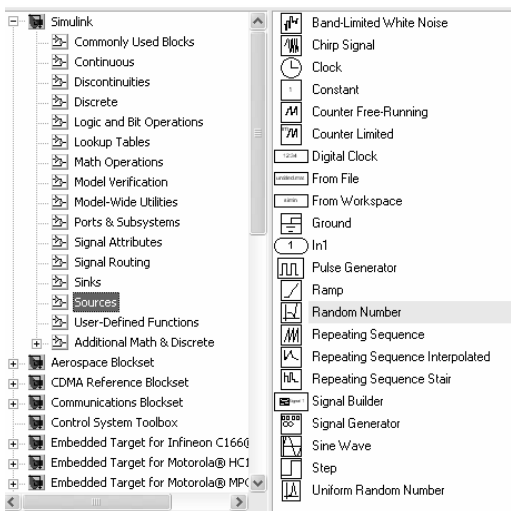 Simulink
Commonly Used Blocks
Continuous
Discontinuities
Discrete
Logic and Bit Operations
Lookup Tables
Math Operations
Model Verification
Model-Wide Utilities
Ports & Subsystems
Signal Attributes
Signal Routing
Sinks
Sources
User-Defined Functions
Additional Math & Discrete
Aerospace Blockset
CDMA Reference Blockset
Communications Blockset
Control System Toolbox
Embedded Target for Infineon C166
Embedded Target for Motorola® HC1
Embedded Target for Motorola® MPC
Band-Limited White Noise
Chirp Signal
Clock
1 Constant
Counter Free-Running
Counter Limited
1234 Digital Clock
From File
simin From Workspace
Ground
1 In1
Pulse Generator
Ramp
Random Number
Repeating Sequence
Repeating Sequence Interpolated
Repeating Sequence Stair
Signal Builder
Signal Generator
Sine Wave
Step
Uniform Random Number